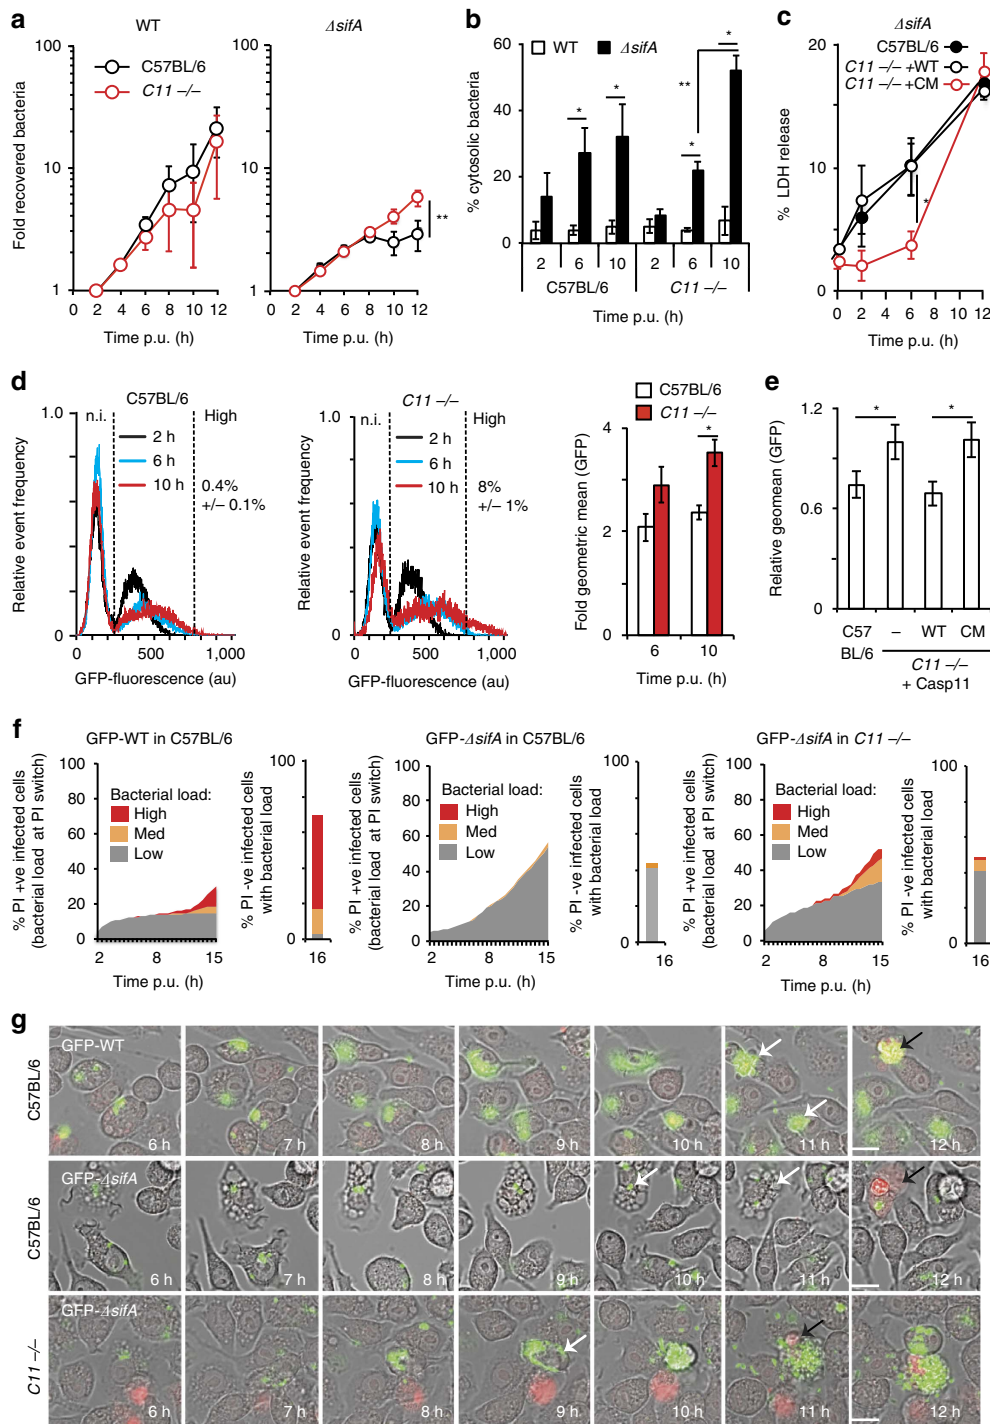 a
WT
ΔsifA
Fold recovered bacteria
100
10
1
C57BL/6
C11 –/–
0 2 4 6 8 10 12
Time p.u. (h)
100
10
1
**
0 2 4 6 8 10 12
Time p.u. (h)
b
WT
ΔsifA
% cytosolic bacteria
60
40
20
0
*
*
**
*
*
2 6 10 2 6 10
C57BL/6
C11 –/–
Time p.u. (h)
c
ΔsifA
C57BL/6
C11 –/– +WT
C11 –/– +CM
% LDH release
20
10
0
*
0 2 4 6 8 10 12
Time p.u. (h)
d
C57BL/6
n.i.
High
Relative event frequency
1.0
0
2 h
6 h
10 h
0.4%
+/– 0.1%
0 500 1,000
GFP-fluorescence (au)
C11 –/–
n.i.
High
Relative event frequency
1.0
0
2 h
6 h
10 h
8%
+/– 1%
0 500 1,000
GFP-fluorescence (au)
C57BL/6
C11 –/–
Fold geometric mean (GFP)
4
2
0
*
6 10
Time p.u. (h)
e
Relative geomean (GFP)
1.2
0.6
0
*
*
C57 – WT CM
BL/6
C11 –/–
+ Casp11
f
GFP-WT in C57BL/6
% PI +ve infected cells
(bacterial load at PI switch)
100
80
60
40
20
0
Bacterial load:
High
Med
Low
2 8 15
Time p.u. (h)
% PI -ve infected cells
with bacterial load
100
0
16
GFP-ΔsifA in C57BL/6
% PI +ve infected cells
(bacterial load at PI switch)
100
80
60
40
20
0
Bacterial load:
High
Med
Low
2 8 15
Time p.u. (h)
% PI -ve infected cells
with bacterial load
100
0
16
GFP-ΔsifA in C11 –/–
% PI +ve infected cells
(bacterial load at PI switch)
100
80
60
40
20
0
Bacterial load:
High
Med
Low
2 8 15
Time p.u. (h)
% PI -ve infected cells
with bacterial load
100
0
16
g
C57BL/6
GFP-WT
6 h 7 h 8 h 9 h 10 h 11 h 12 h
C57BL/6
GFP-ΔsifA
6 h 7 h 8 h 9 h 10 h 11 h 12 h
C11 –/–
GFP-ΔsifA
6 h 7 h 8 h 9 h 10 h 11 h 12 h